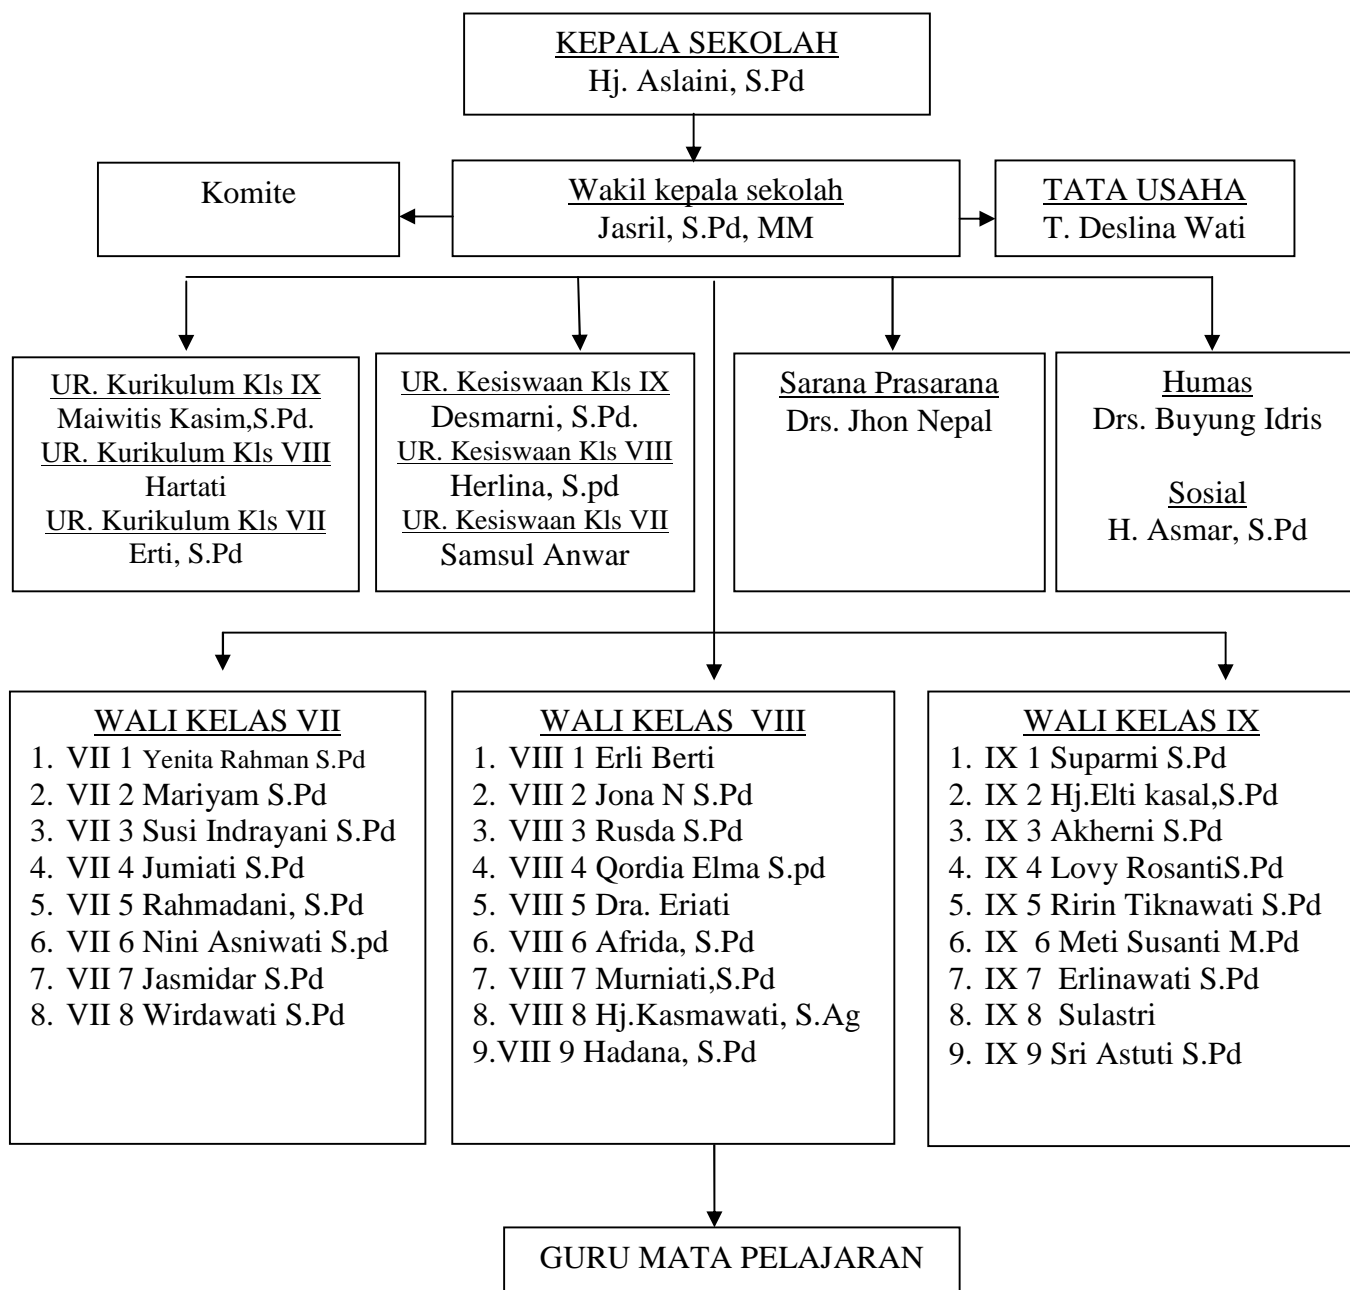 KEPALA SEKOLAH
Hj. Aslaini, S.Pd
Komite
Wakil kepala sekolah
Jasril, S.Pd, MM
TATA USAHA
T. Deslina Wati
UR. Kurikulum Kls IX
Maiwitis Kasim,S.Pd.
UR. Kurikulum Kls VIII
Hartati
UR. Kurikulum Kls VII
Erti, S.Pd
UR. Kesiswaan Kls IX
Desmarni, S.Pd.
UR. Kesiswaan Kls VIII
Herlina, S.pd
UR. Kesiswaan Kls VII
Samsul Anwar
Sarana Prasarana
Drs. Jhon Nepal
Humas
Drs. Buyung Idris
Sosial
H. Asmar, S.Pd
WALI KELAS VII
1. VII 1 Yenita Rahman S.Pd
2. VII 2 Mariyam S.Pd
3. VII 3 Susi Indrayani S.Pd
4. VII 4 Jumiati S.Pd
5. VII 5 Rahmadani, S.Pd
6. VII 6 Nini Asniwati S.pd
7. VII 7 Jasmidar S.Pd
8. VII 8 Wirdawati S.Pd
WALI KELAS  VIII
1. VIII 1 Erli Berti
2. VIII 2 Jona N S.Pd
3. VIII 3 Rusda S.Pd
4. VIII 4 Qordia Elma S.pd
5. VIII 5 Dra. Eriati
6. VIII 6 Afrida, S.Pd
7. VIII 7 Murniati,S.Pd
8. VIII 8 Hj.Kasmawati, S.Ag
9.VIII 9 Hadana, S.Pd
WALI KELAS IX
1. IX 1 Suparmi S.Pd
2. IX 2 Hj.Elti kasal,S.Pd
3. IX 3 Akherni S.Pd
4. IX 4 Lovy RosantiS.Pd
5. IX 5 Ririn Tiknawati S.Pd
6. IX  6 Meti Susanti M.Pd
7. IX 7  Erlinawati S.Pd
8. IX 8  Sulastri
9. IX 9 Sri Astuti S.Pd
GURU MATA PELAJARAN